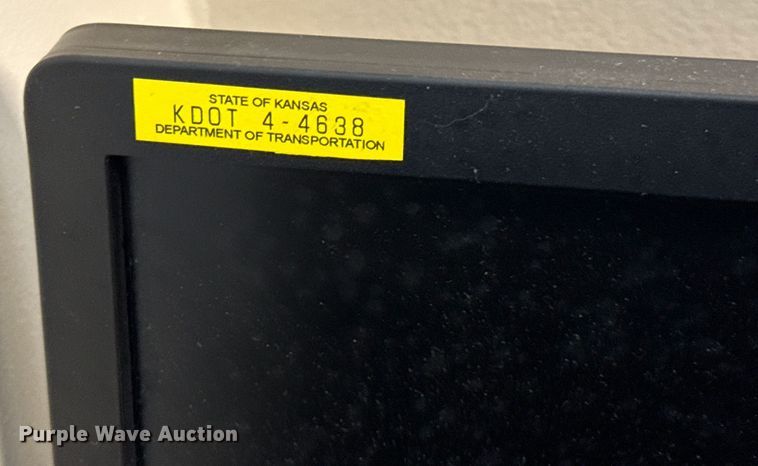 STATE OF KANSAS
KDOT 4-4638
DEPARTMENT OF TRANSPORTATION
Purple Wave Auction